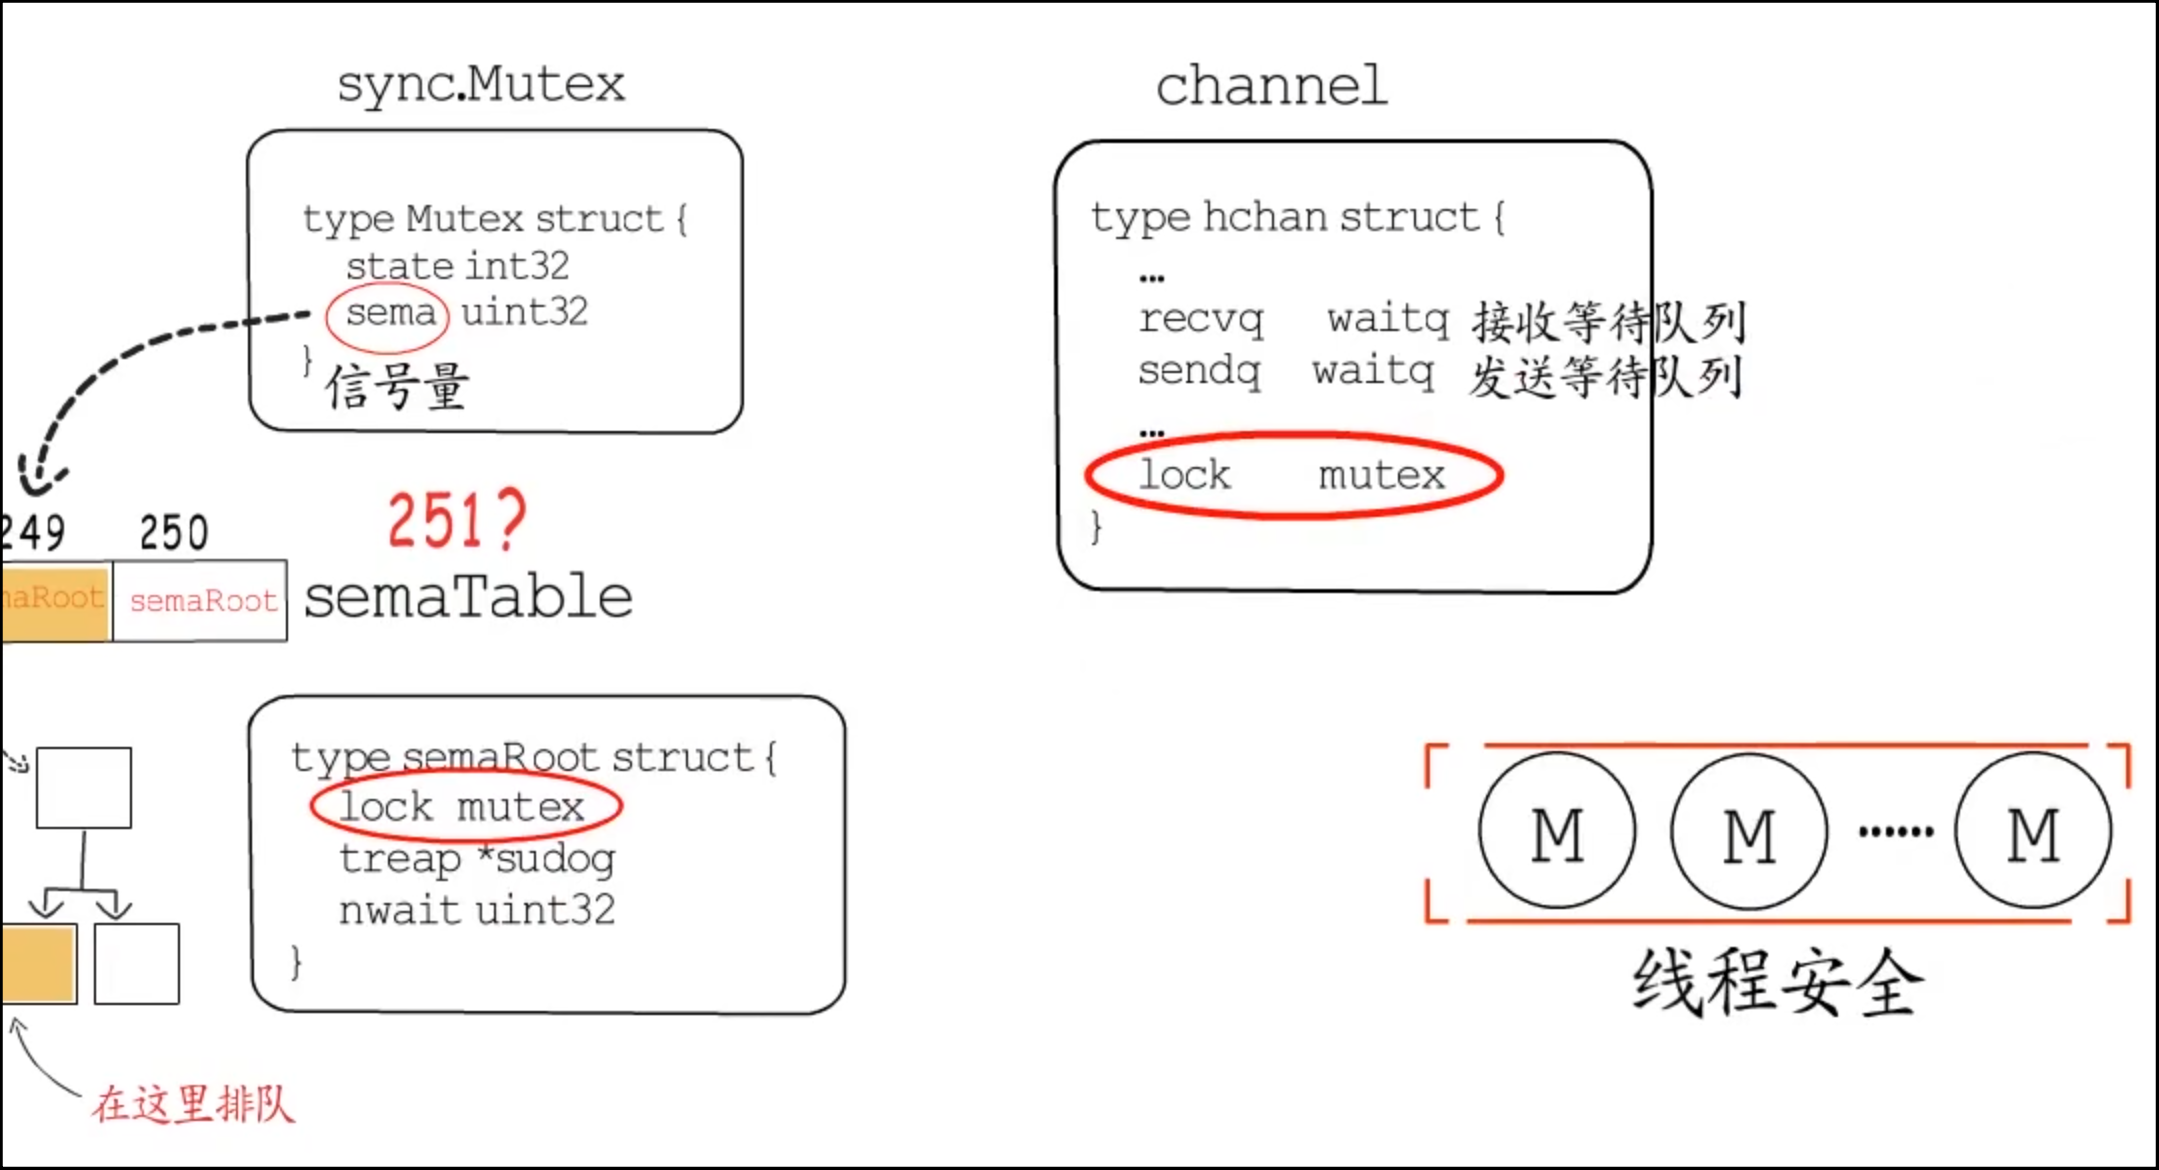 sync.Mutex
type Mutex struct {
state int32
sema uint32
}
信号量
249 250 251?
semaRoot semaTable
type semaRoot struct {
lock mutex
treap *sudog
nwait uint32
}
在这里排队
channel
type hchan struct {
...
recvq waitq 接收等待队列
sendq waitq 发送等待队列
...
lock mutex
}
M M ...... M
线程安全